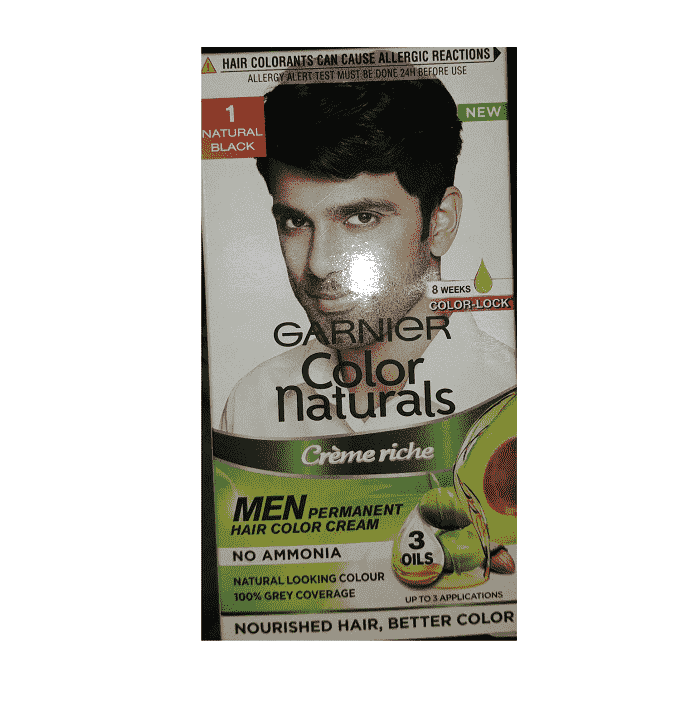 HAIR COLORANTS CAN CAUSE ALLERGIC REACTIONS
ALLERGY ALERT TEST MUST BE DONE 24H BEFORE USE
1
NATURAL
BLACK
NEW
8 WEEKS
COLOR-LOCK
GARNIER
Color
naturals
Crème riche
MEN PERMANENT
HAIR COLOR CREAM
NO AMMONIA
3
OILS
NATURAL LOOKING COLOUR
100% GREY COVERAGE
UP TO 3 APPLICATIONS
NOURISHED HAIR, BETTER COLOR